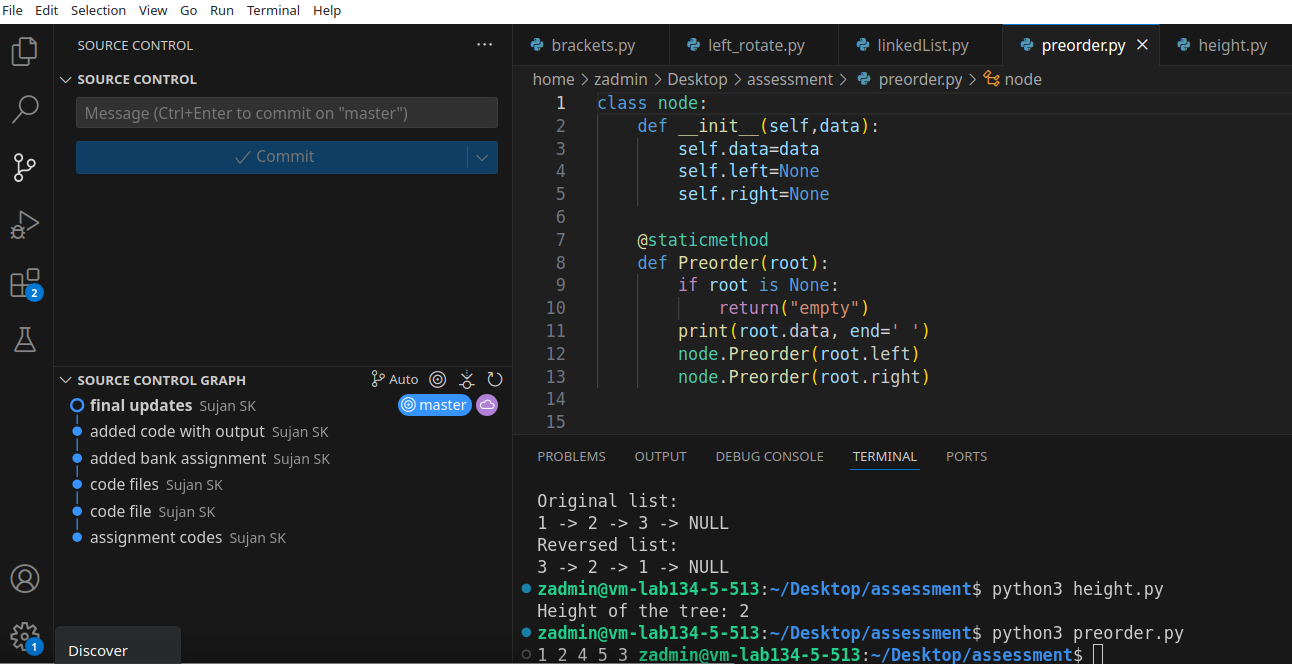 File Edit Selection View Go Run Terminal Help
SOURCE CONTROL ···
SOURCE CONTROL
Message (Ctrl+Enter to commit on "master")
Commit
2
SOURCE CONTROL GRAPH
Auto
final updates Sujan SK master
added code with output Sujan SK
added bank assignment Sujan SK
code files Sujan SK
code file Sujan SK
assignment codes Sujan SK
1
Discover
brackets.py left_rotate.py linkedList.py preorder.py height.py
home > zadmin > Desktop > assessment > preorder.py > node
1 class node:
2     def __init__(self,data):
3         self.data=data
4         self.left=None
5         self.right=None
6
7     @staticmethod
8     def Preorder(root):
9         if root is None:
10             return("empty")
11         print(root.data, end=' ')
12         node.Preorder(root.left)
13         node.Preorder(root.right)
14
15
PROBLEMS OUTPUT DEBUG CONSOLE TERMINAL PORTS
Original list:
1 -> 2 -> 3 -> NULL
Reversed list:
3 -> 2 -> 1 -> NULL
zadmin@vm-lab134-5-513:~/Desktop/assessment$ python3 height.py
Height of the tree: 2
zadmin@vm-lab134-5-513:~/Desktop/assessment$ python3 preorder.py
1 2 4 5 3 zadmin@vm-lab134-5-513:~/Desktop/assessment$